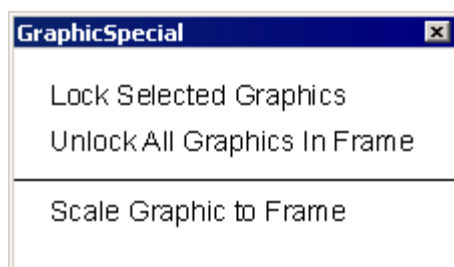 GraphicSpecial
Lock Selected Graphics
Unlock All Graphics In Frame
Scale Graphic to Frame